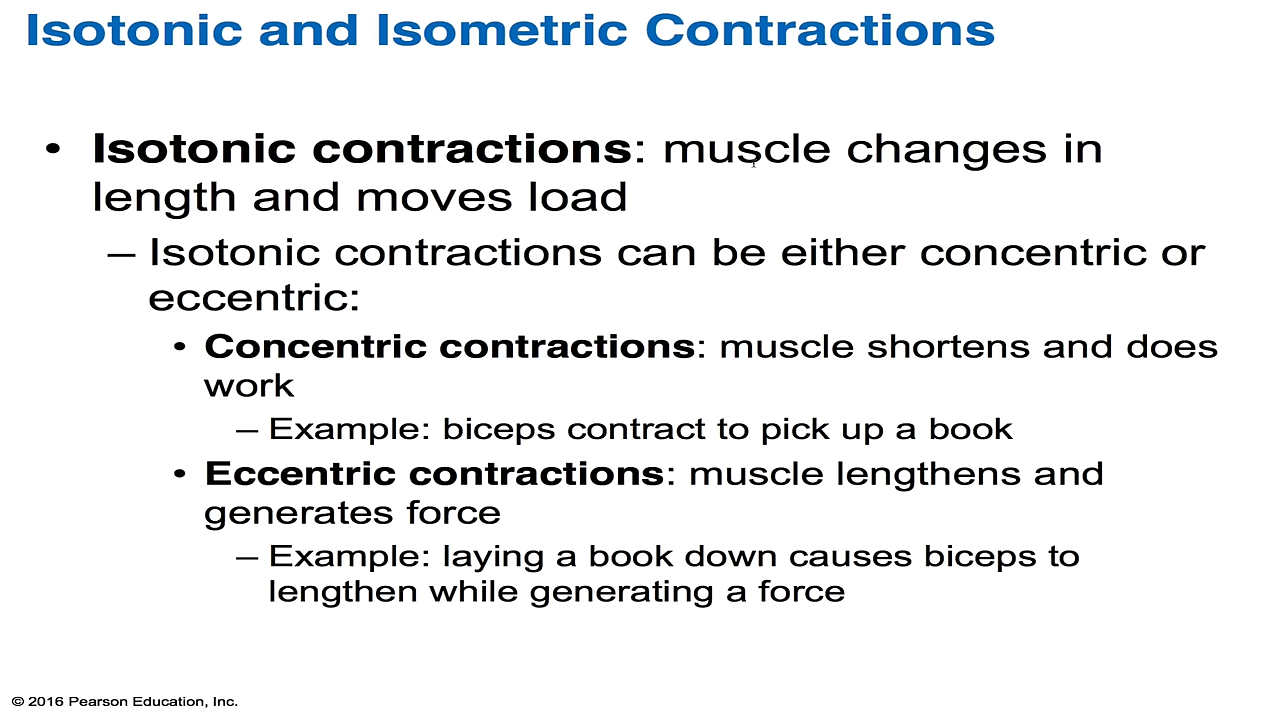 Isotonic and Isometric Contractions
• Isotonic contractions: muscle changes in
length and moves load
– Isotonic contractions can be either concentric or
eccentric:
• Concentric contractions: muscle shortens and does
work
– Example: biceps contract to pick up a book
• Eccentric contractions: muscle lengthens and
generates force
– Example: laying a book down causes biceps to
lengthen while generating a force
© 2016 Pearson Education, Inc.